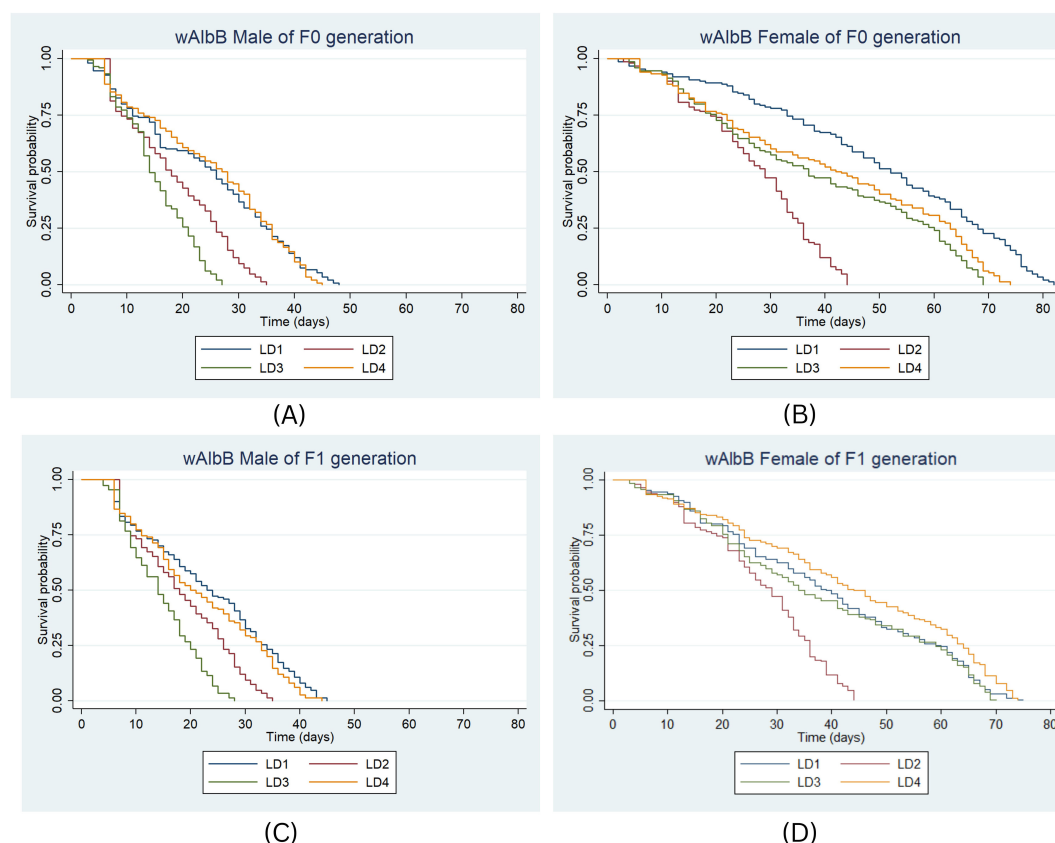 wAlbB Male of F0 generation
Survival probability
0.00 0.25 0.50 0.75 1.00
0 20 40 60 80
Time (days)
LD1 LD2
LD3 LD4
(A)
wAlbB Female of F0 generation
Survival probability
0.00 0.25 0.50 0.75 1.00
0 10 20 30 40 50 60 70 80
Time (days)
LD1 LD2
LD3 LD4
(B)
wAlbB Male of F1 generation
Survival probability
0.00 0.25 0.50 0.75 1.00
0 10 20 30 40 50 60 70 80
Time (days)
LD1 LD2
LD3 LD4
(C)
wAlbB Female of F1 generation
Survival probability
0.00 0.25 0.50 0.75 1.00
0 10 20 30 40 50 60 70 80
Time (days)
LD1 LD2
LD3 LD4
(D)